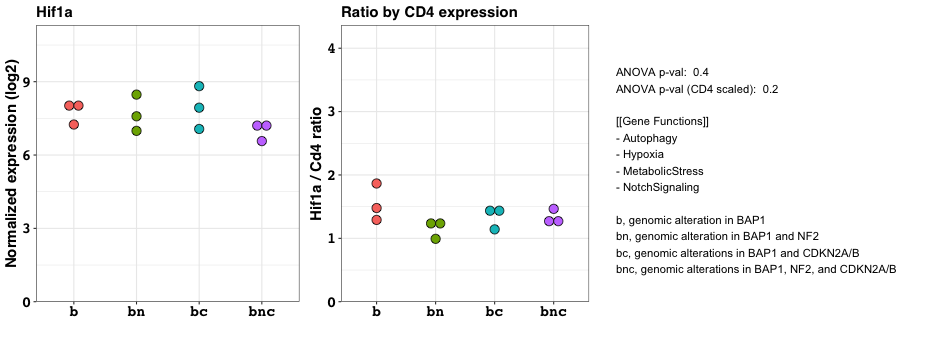 Hif1a
Normalized expression (log2)
9
6
3
0
b
bn
bc
bnc
Ratio by CD4 expression
Hif1a / Cd4 ratio
4
3
2
1
0
b
bn
bc
bnc
ANOVA p-val:  0.4
ANOVA p-val (CD4 scaled):  0.2
[[Gene Functions]]
- Autophagy
- Hypoxia
- MetabolicStress
- NotchSignaling
b, genomic alteration in BAP1
bn, genomic alteration in BAP1 and NF2
bc, genomic alterations in BAP1 and CDKN2A/B
bnc, genomic alterations in BAP1, NF2, and CDKN2A/B